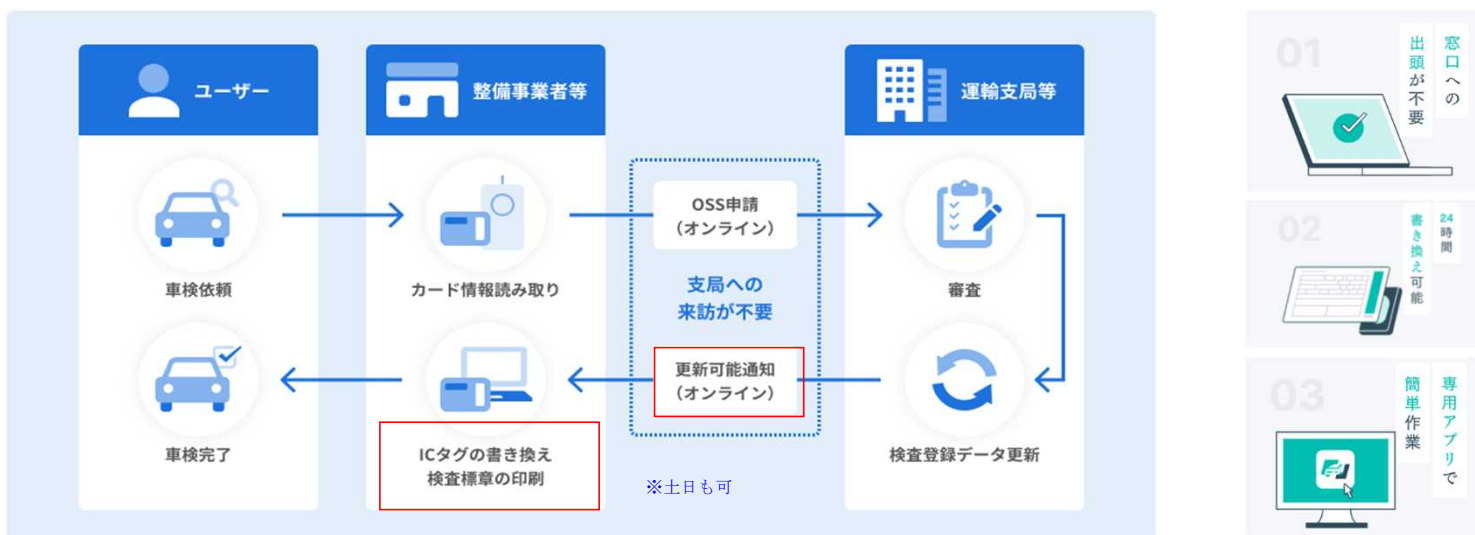 ユーザー
整備事業者等
運輸支局等
車検依頼
カード情報読み取り
OSS申請
(オンライン)
審査
支局への
来訪が不要
更新可能通知
(オンライン)
車検完了
ICタグの書き換え
検査標章の印刷
検査登録データ更新
※土日も可
01
窓口への
出頭が不要
02
24時間
書き換え可能
03
専用アプリで
簡単作業